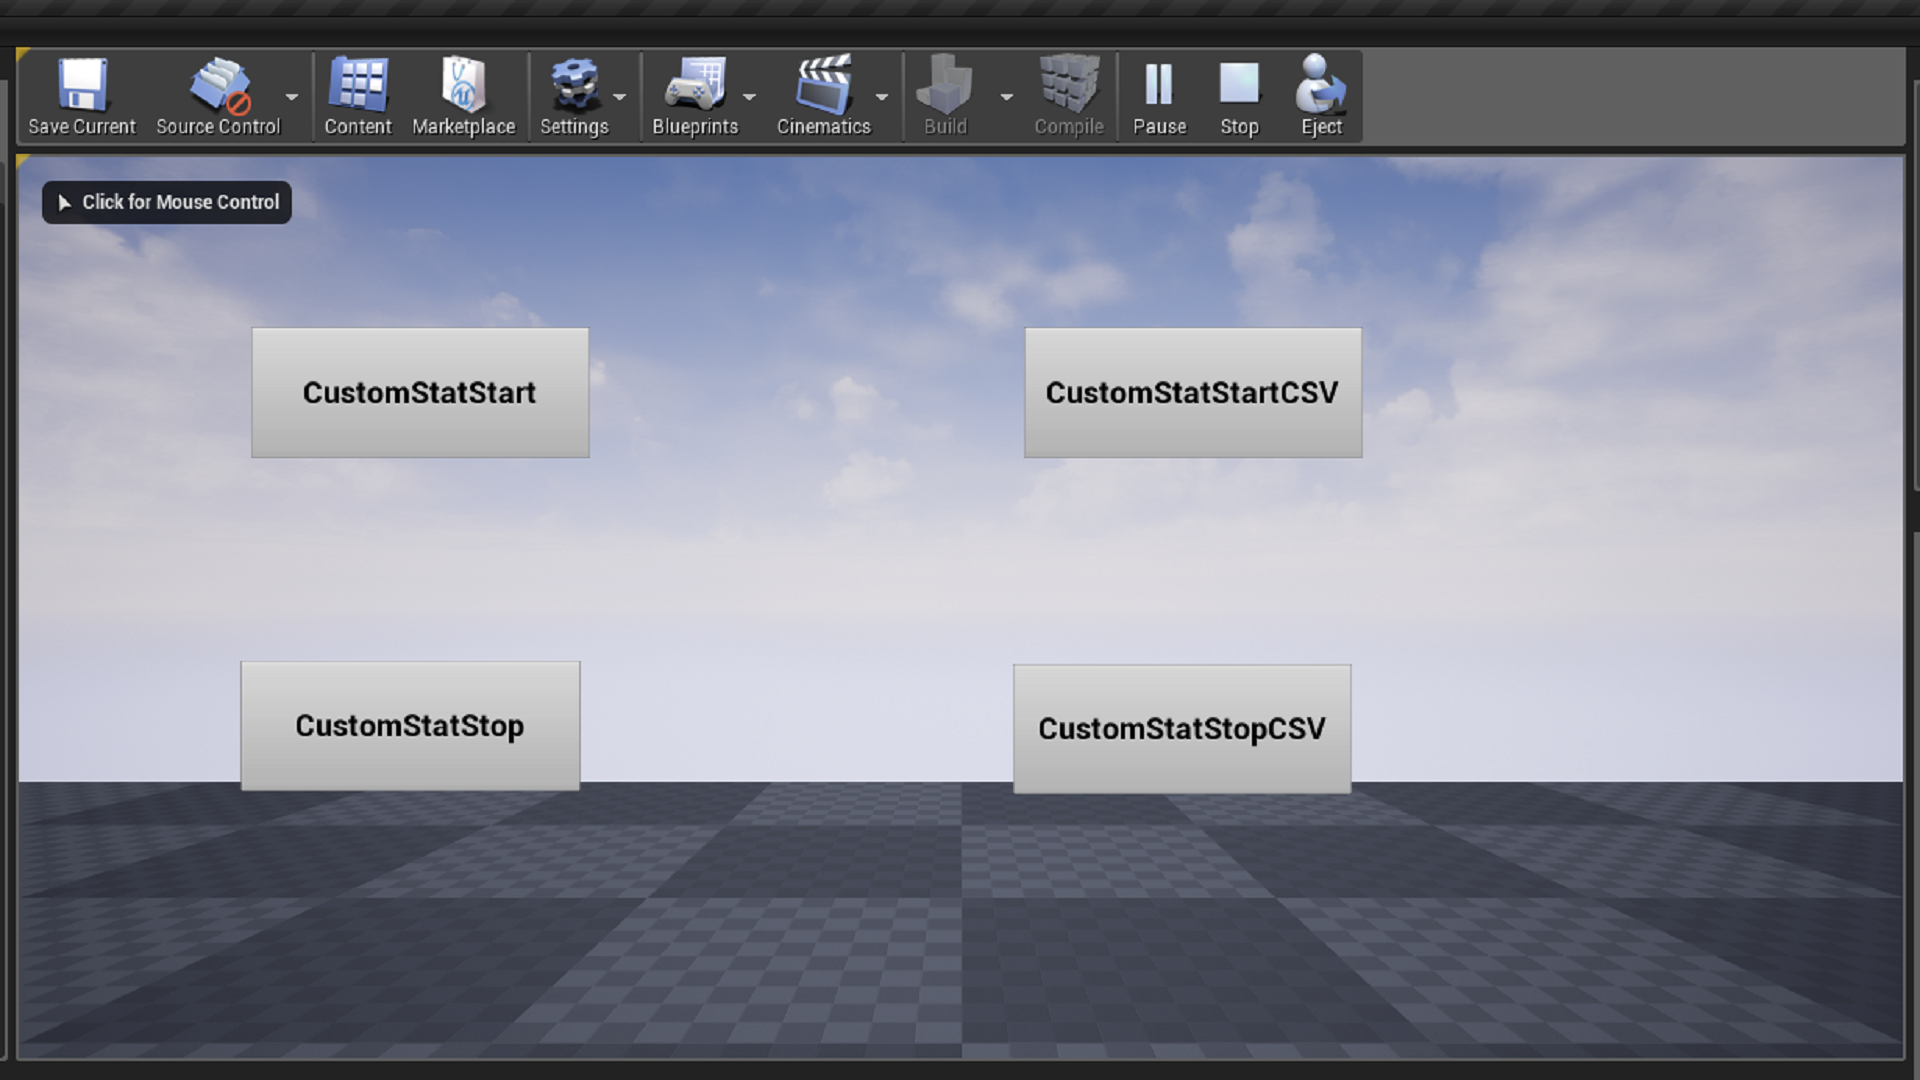 Save Current
Source Control
Content
Marketplace
Settings
Blueprints
Cinematics
Build
Compile
Pause
Stop
Eject
Click for Mouse Control
CustomStatStart
CustomStatStartCSV
CustomStatStop
CustomStatStopCSV